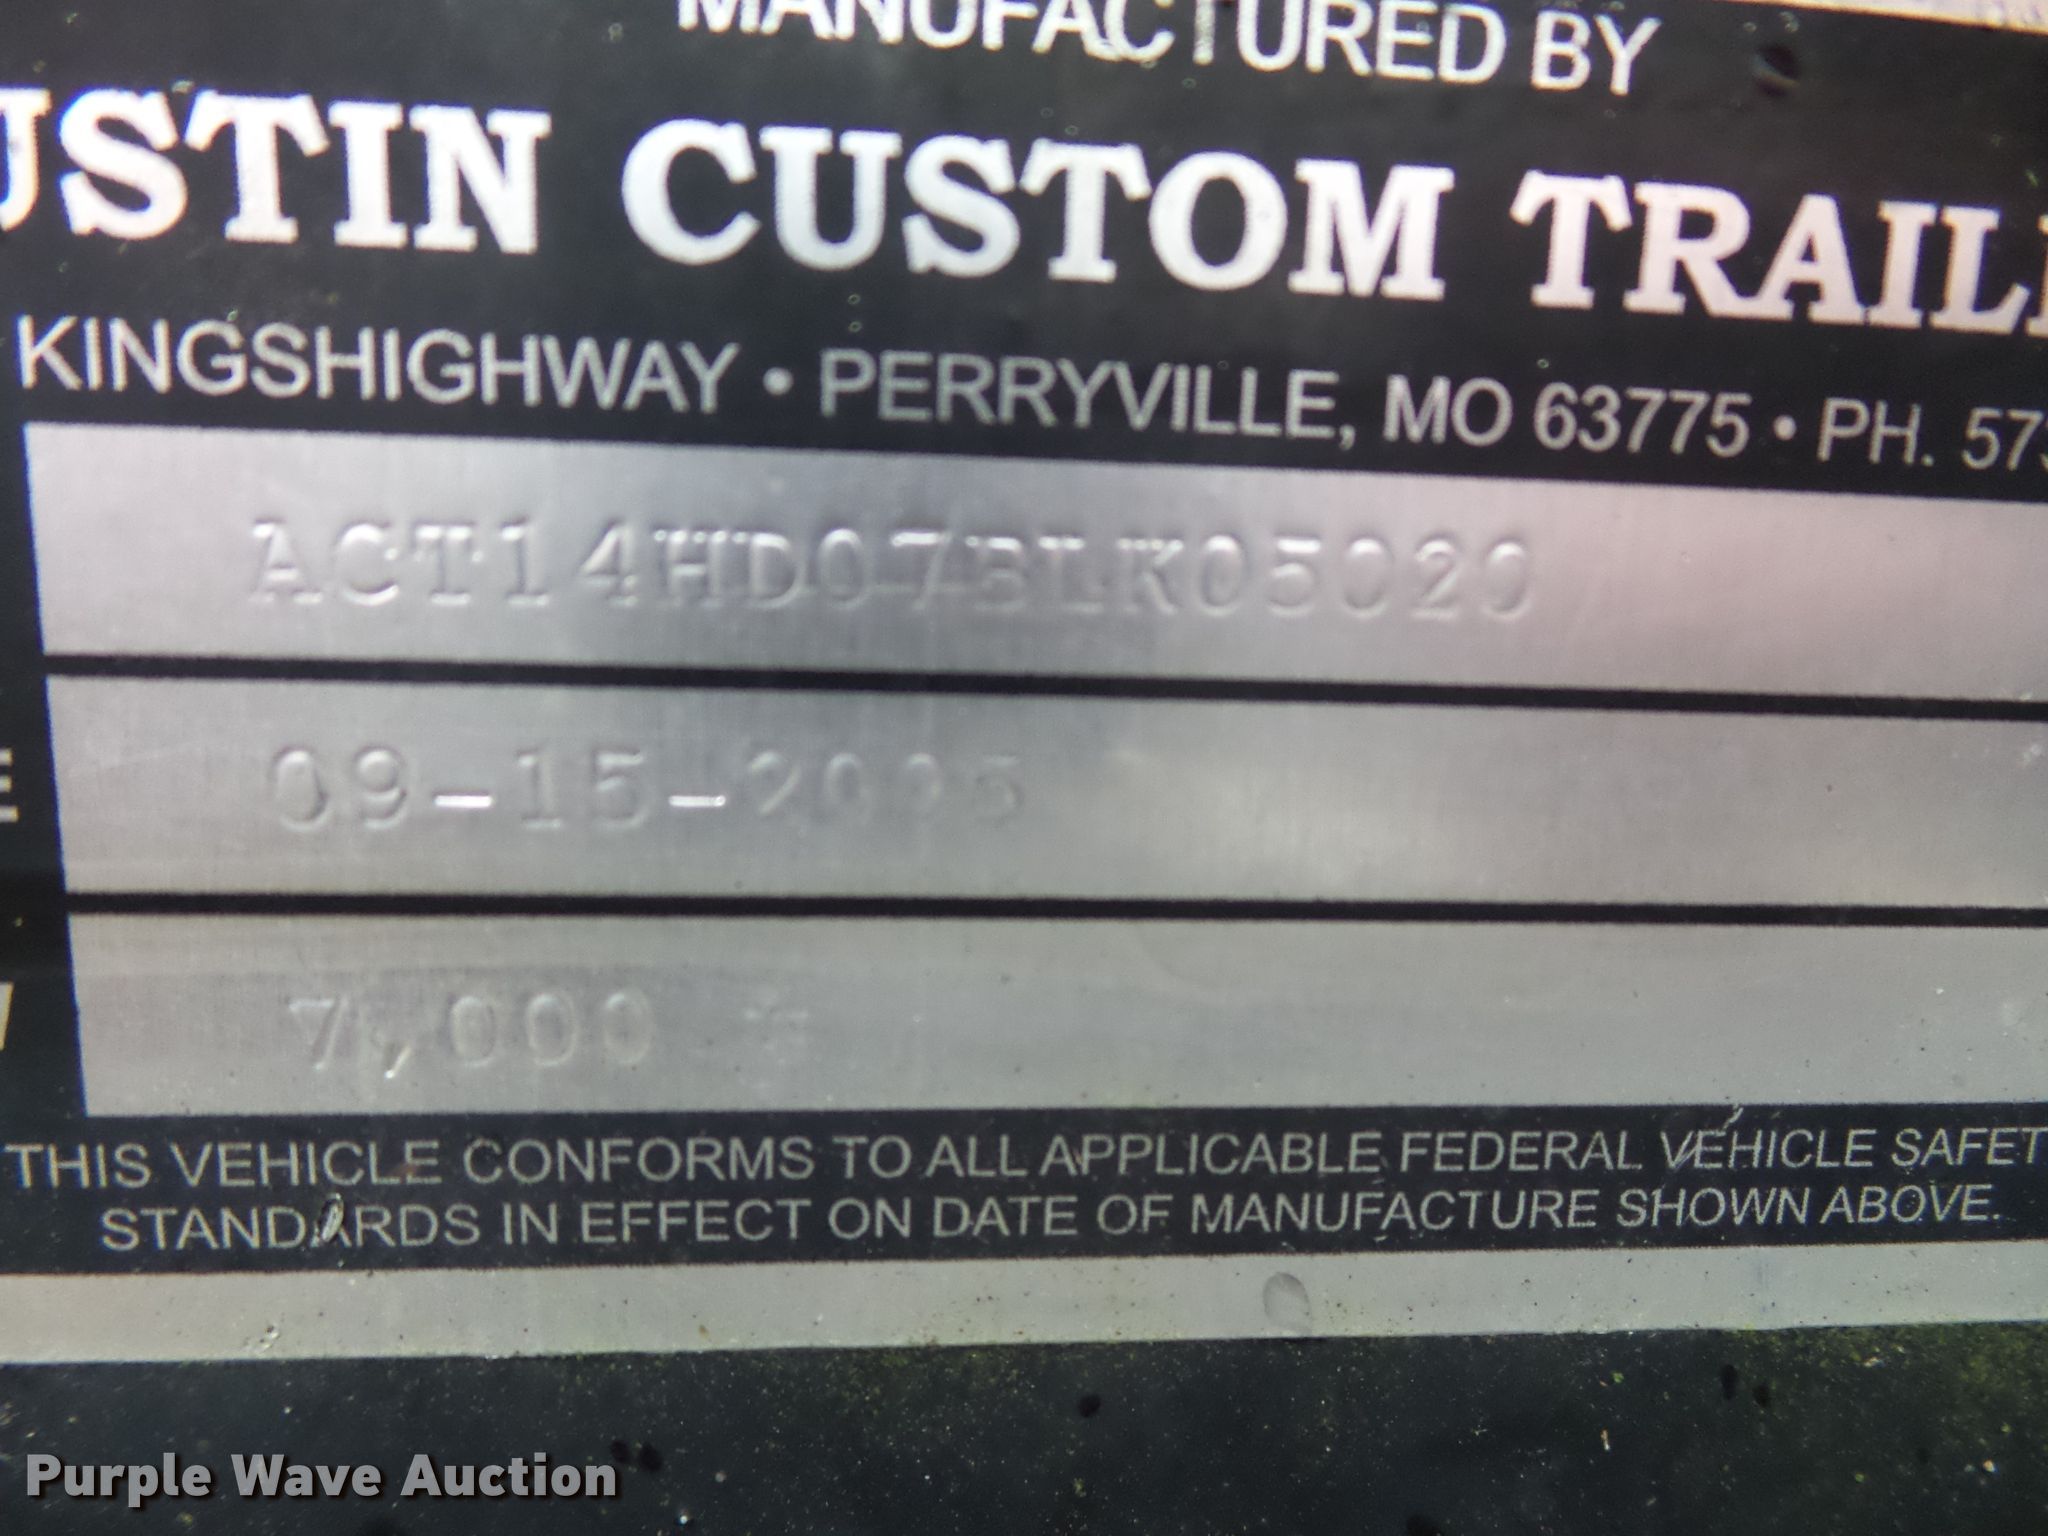 MANUFACTURED BY
USTIN CUSTOM TRAIL
KINGSHIGHWAY • PERRYVILLE, MO 63775 • PH. 573
ACT14HD07BLK05020
E 09-15-2005
7,000 #
THIS VEHICLE CONFORMS TO ALL APPLICABLE FEDERAL VEHICLE SAFET
STANDARDS IN EFFECT ON DATE OF MANUFACTURE SHOWN ABOVE.
Purple Wave Auction